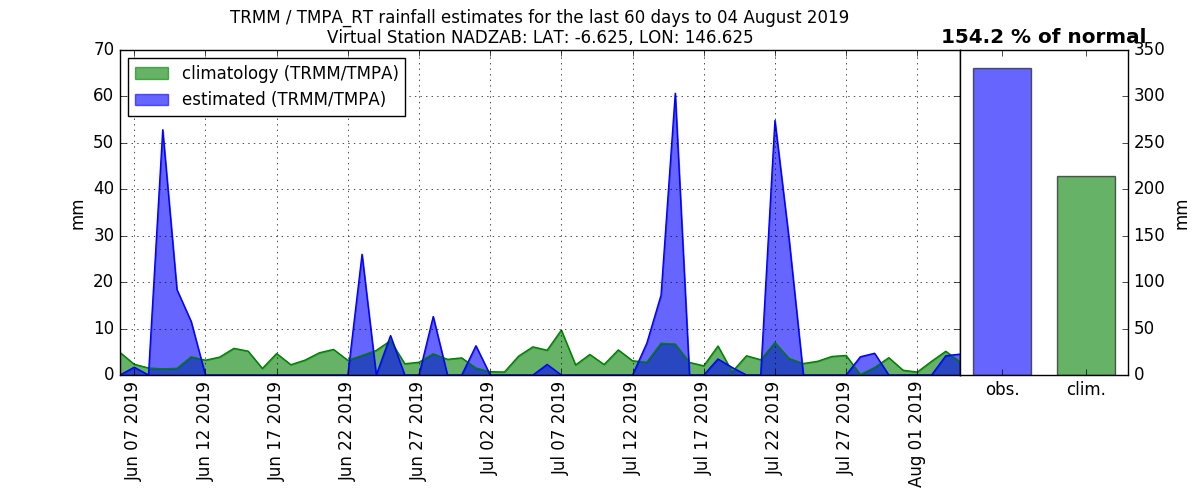 TRMM / TMPA_RT rainfall estimates for the last 60 days to 04 August 2019
Virtual Station NADZAB: LAT: -6.625, LON: 146.625
154.2 % of normal
climatology (TRMM/TMPA)
estimated (TRMM/TMPA)
70
60
50
40
30
20
10
0
mm
Jun 07 2019
Jun 12 2019
Jun 17 2019
Jun 22 2019
Jun 27 2019
Jul 02 2019
Jul 07 2019
Jul 12 2019
Jul 17 2019
Jul 22 2019
Jul 27 2019
Aug 01 2019
obs.
clim.
350
300
250
200
150
100
50
0
mm